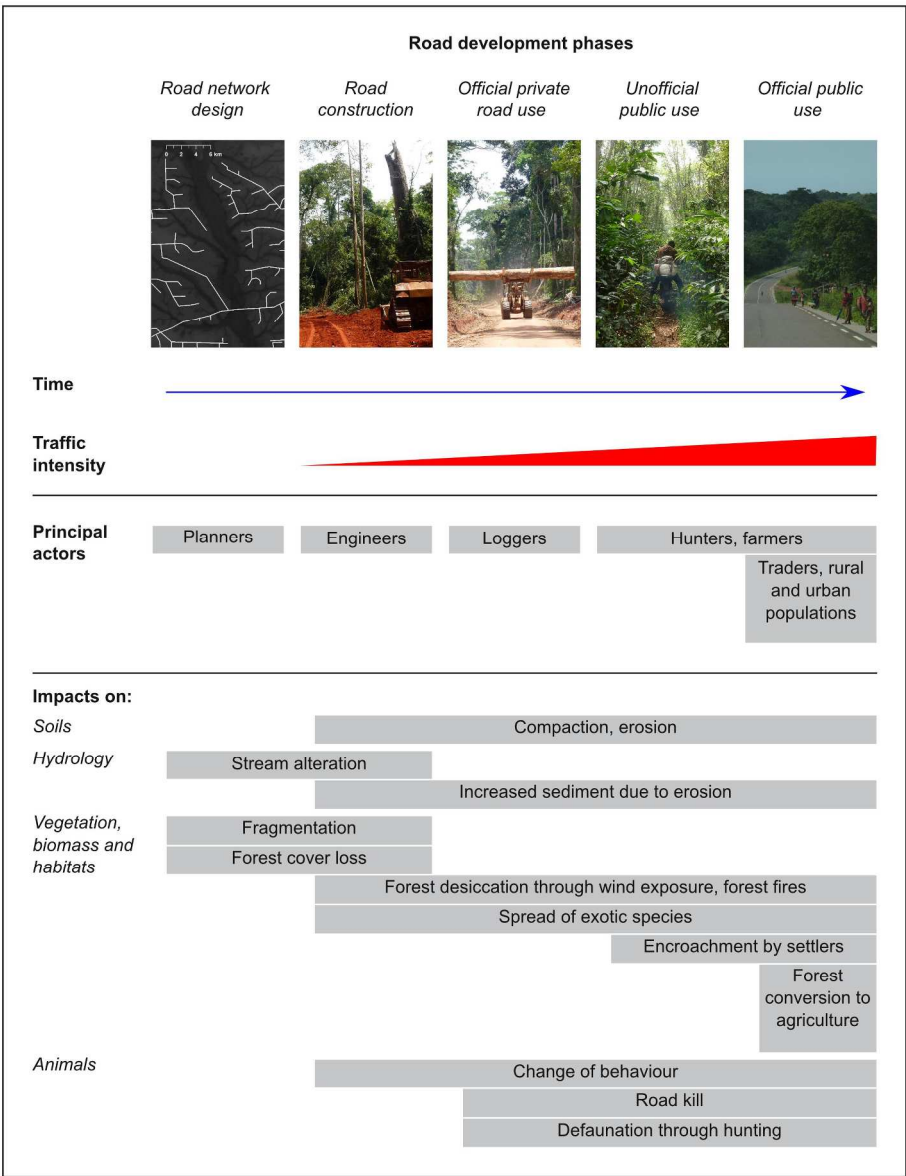 Road development phases
Road network
design
Road
construction
Official private
road use
Unofficial
public use
Official public
use
0 2 4 6 km
Time
Traffic
intensity
Principal
actors
Planners
Engineers
Loggers
Hunters, farmers
Traders, rural
and urban
populations
Impacts on:
Soils
Compaction, erosion
Hydrology
Stream alteration
Increased sediment due to erosion
Vegetation,
biomass and
habitats
Fragmentation
Forest cover loss
Forest desiccation through wind exposure, forest fires
Spread of exotic species
Encroachment by settlers
Forest
conversion to
agriculture
Animals
Change of behaviour
Road kill
Defaunation through hunting